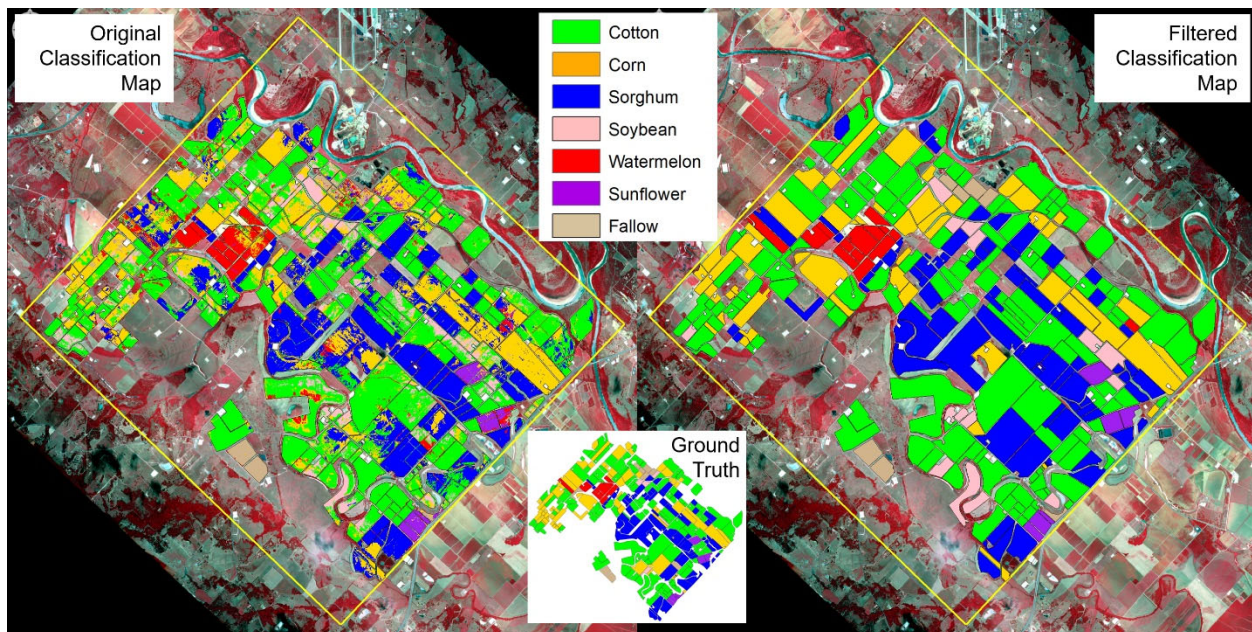 Original
Classification
Map
Cotton
Corn
Sorghum
Soybean
Watermelon
Sunflower
Fallow
Filtered
Classification
Map
Ground
Truth